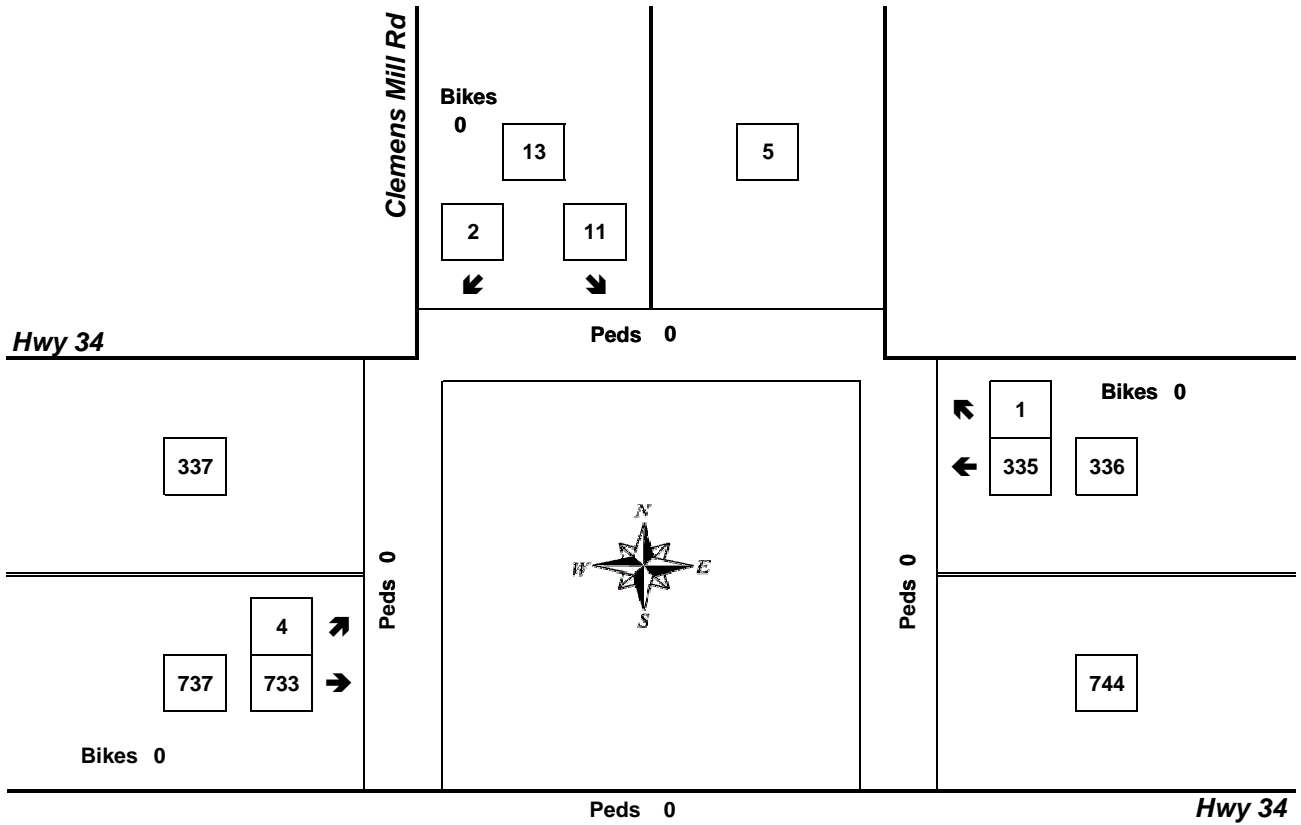 Clemens Mill Rd
Bikes
0
13
5
2
11
Peds 0
Hwy 34
1
Bikes 0
337
335
336
N
W
E
S
Peds 0
Peds 0
4
737
733
744
Bikes 0
Peds 0
Hwy 34